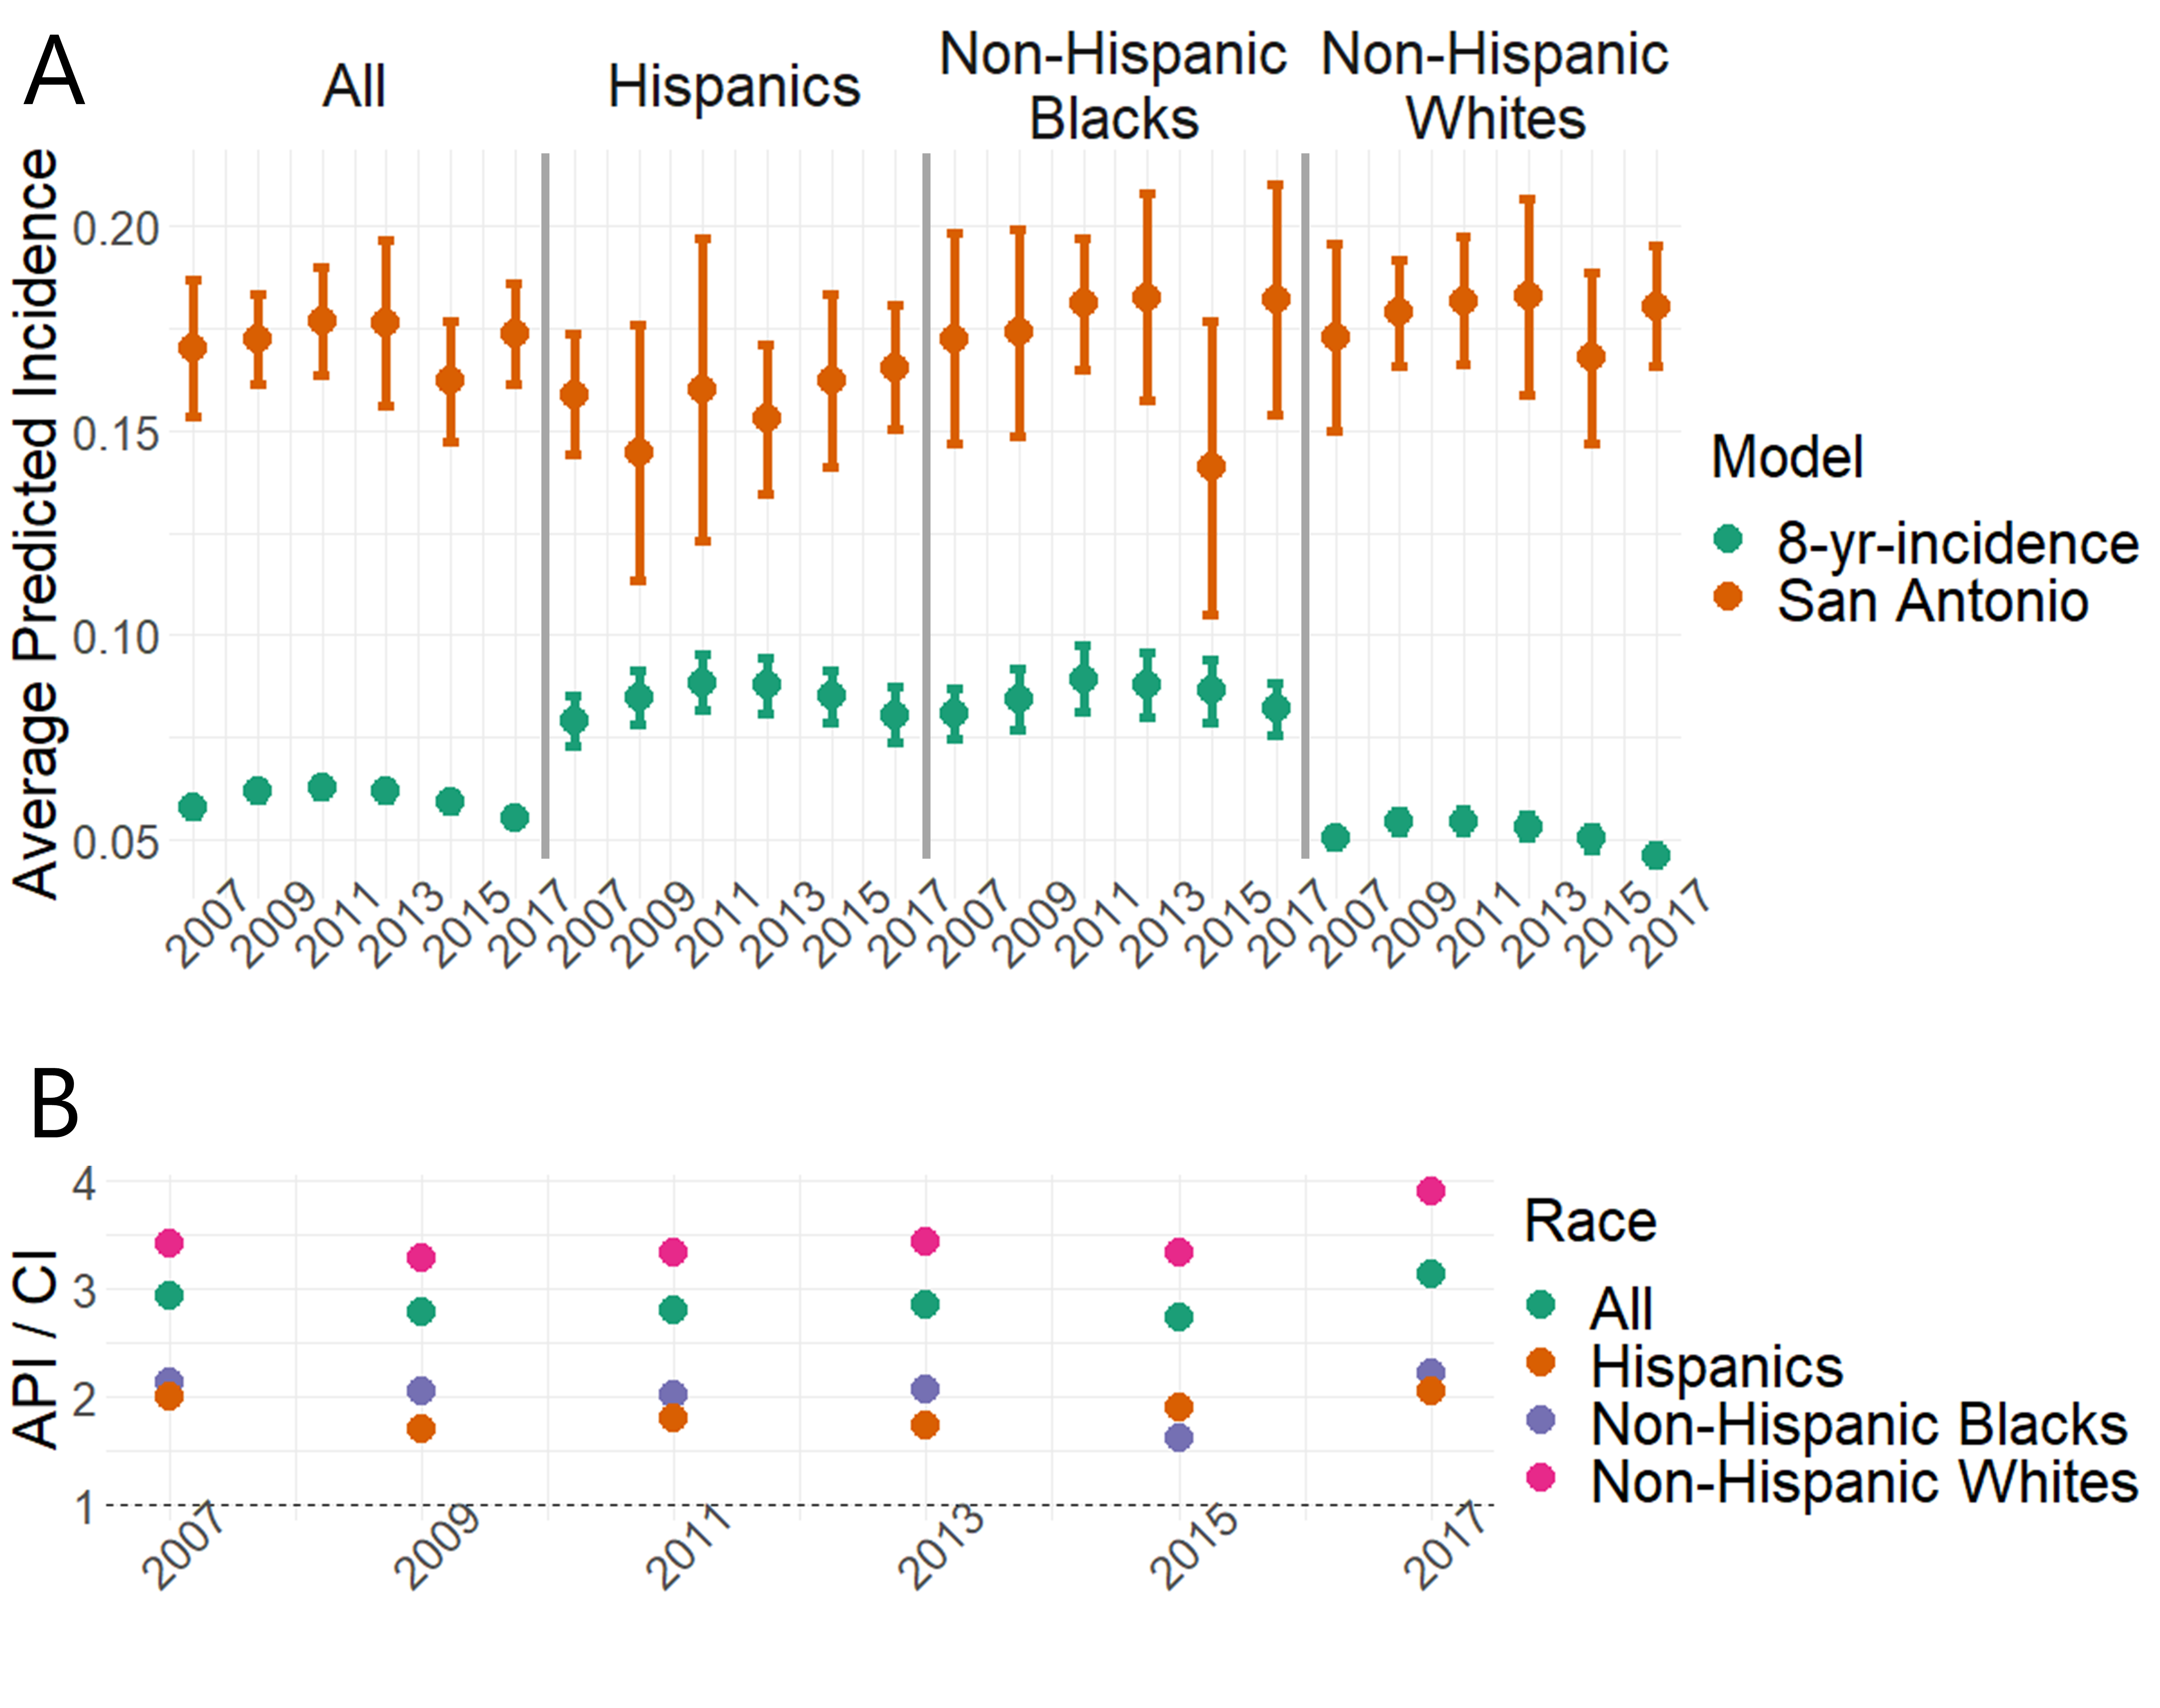 A
All
Hispanics
Non-Hispanic
Blacks
Non-Hispanic
Whites
Average Predicted Incidence
0.20
0.15
0.10
0.05
2007 2009 2011 2013 2015 2017 2007 2009 2011 2013 2015 2017 2007 2009 2011 2013 2015 2017 2007 2009 2011 2013 2015 2017
Model
8-yr-incidence
San Antonio
B
API / CI
4
3
2
1
2007 2009 2011 2013 2015 2017
Race
All
Hispanics
Non-Hispanic Blacks
Non-Hispanic Whites